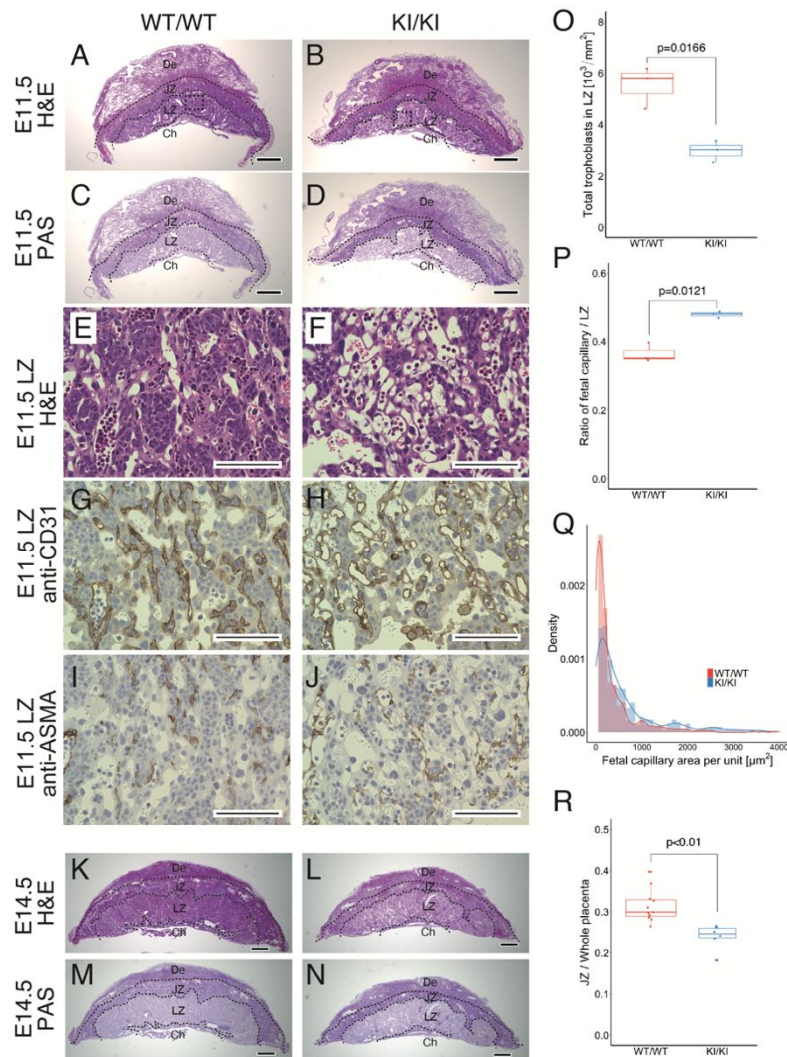 WT/WT KI/KI
E11.5
H&E
A
De
JZ
LZ
Ch
B
De
JZ
LZ
Ch
E11.5
PAS
C
De
JZ
LZ
Ch
D
De
JZ
LZ
Ch
E11.5 LZ
H&E
E
F
E11.5 LZ
anti-CD31
G
H
E11.5 LZ
anti-ASMA
I
J
E14.5
H&E
K
De
JZ
LZ
Ch
L
De
JZ
LZ
Ch
E14.5
PAS
M
De
JZ
LZ
Ch
N
De
JZ
LZ
Ch
O
Total trophoblasts in LZ [10³/mm²]
8
6
4
2
0
p=0.0166
WT/WT KI/KI
P
Ratio of fetal capillary / LZ
0.6
0.4
0.2
0.0
p=0.0121
WT/WT KI/KI
Q
Density
0.002
0.001
0.000
WT/WT
KI/KI
0 1000 2000 3000 4000
Fetal capillary area per unit [µm²]
R
JZ / Whole placenta
0.5
0.4
0.3
0.2
0.1
0.0
p<0.01
WT/WT KI/KI